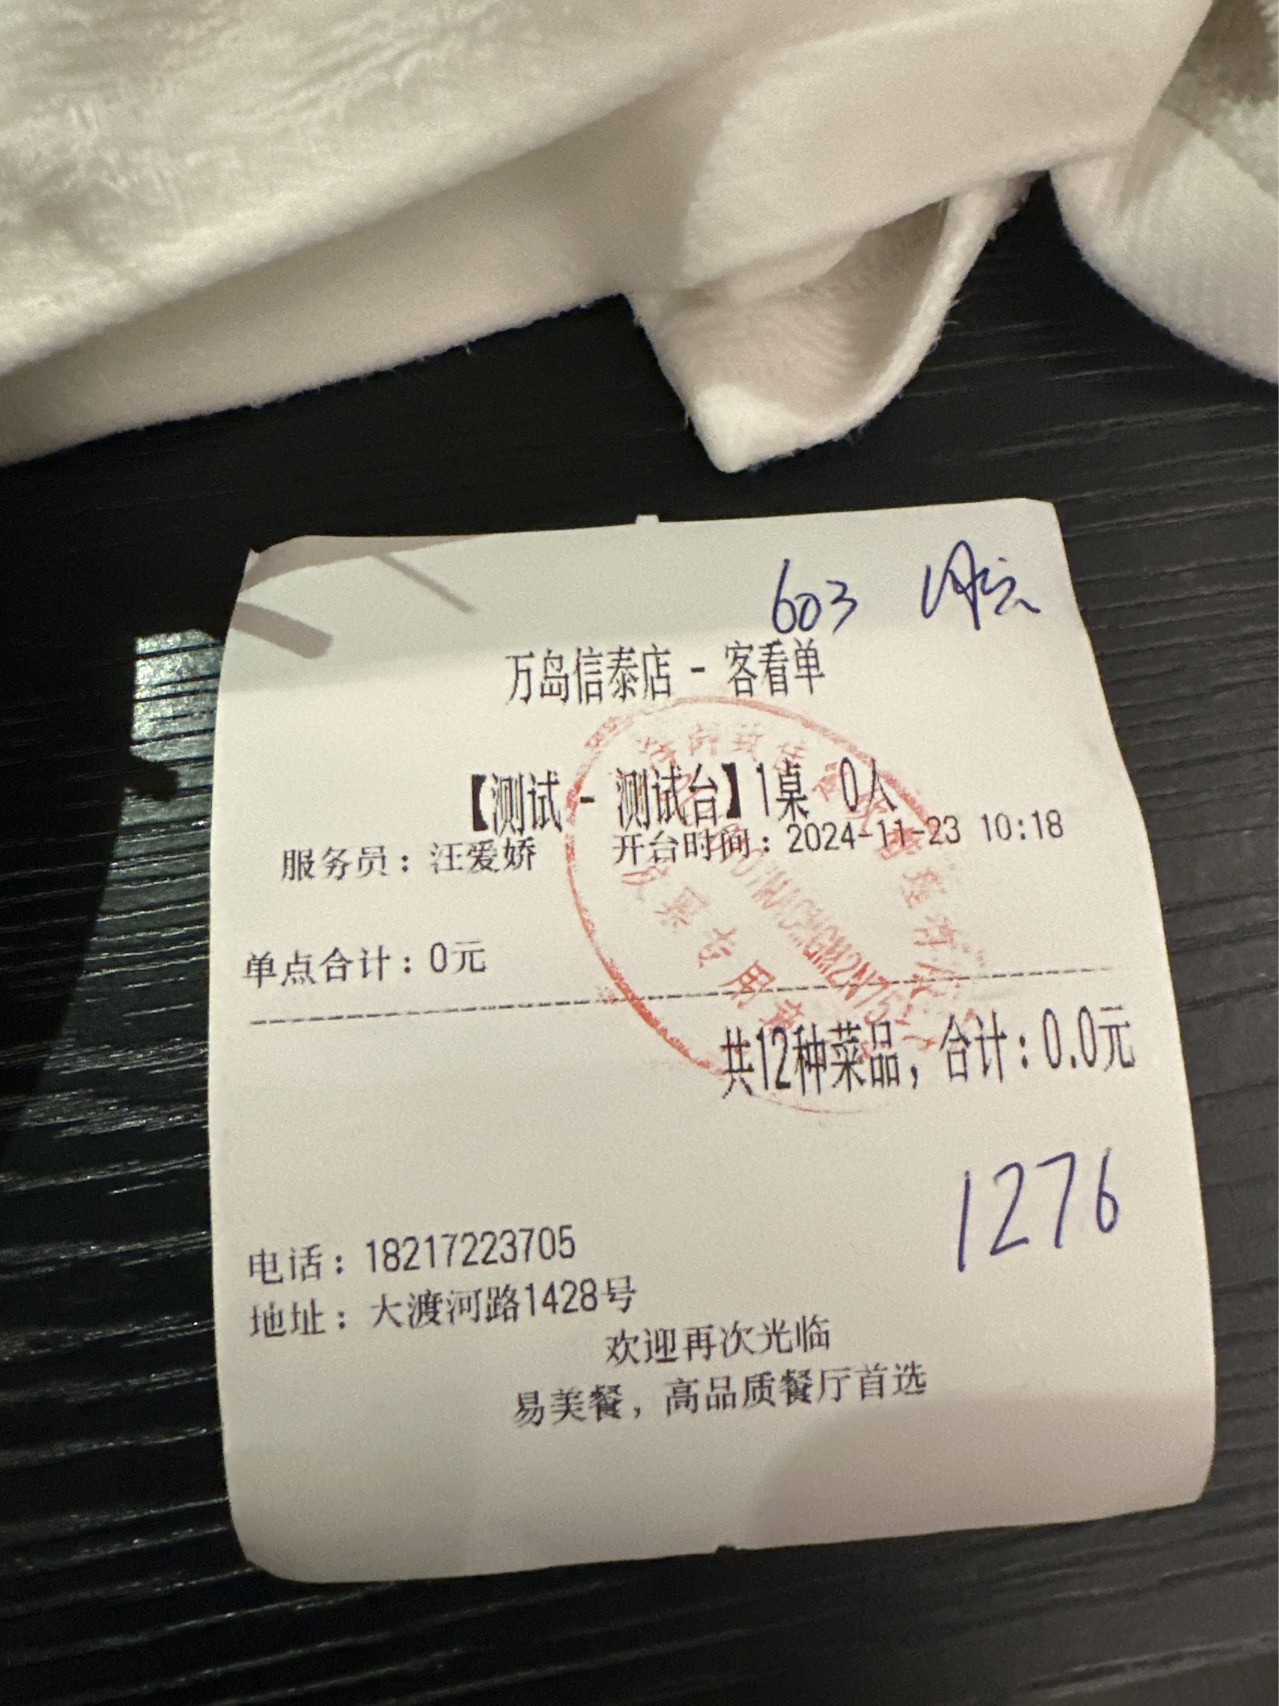 603
万岛信泰店 - 客看单
【测试 - 测试台】1桌 0人
服务员：汪爱娇 开台时间：2024-11-23 10:18
单点合计：0元
共12种菜品，合计：0.0元
1276
电话：18217223705
地址：大渡河路1428号
欢迎再次光临
易美餐，高品质餐厅首选
专用章